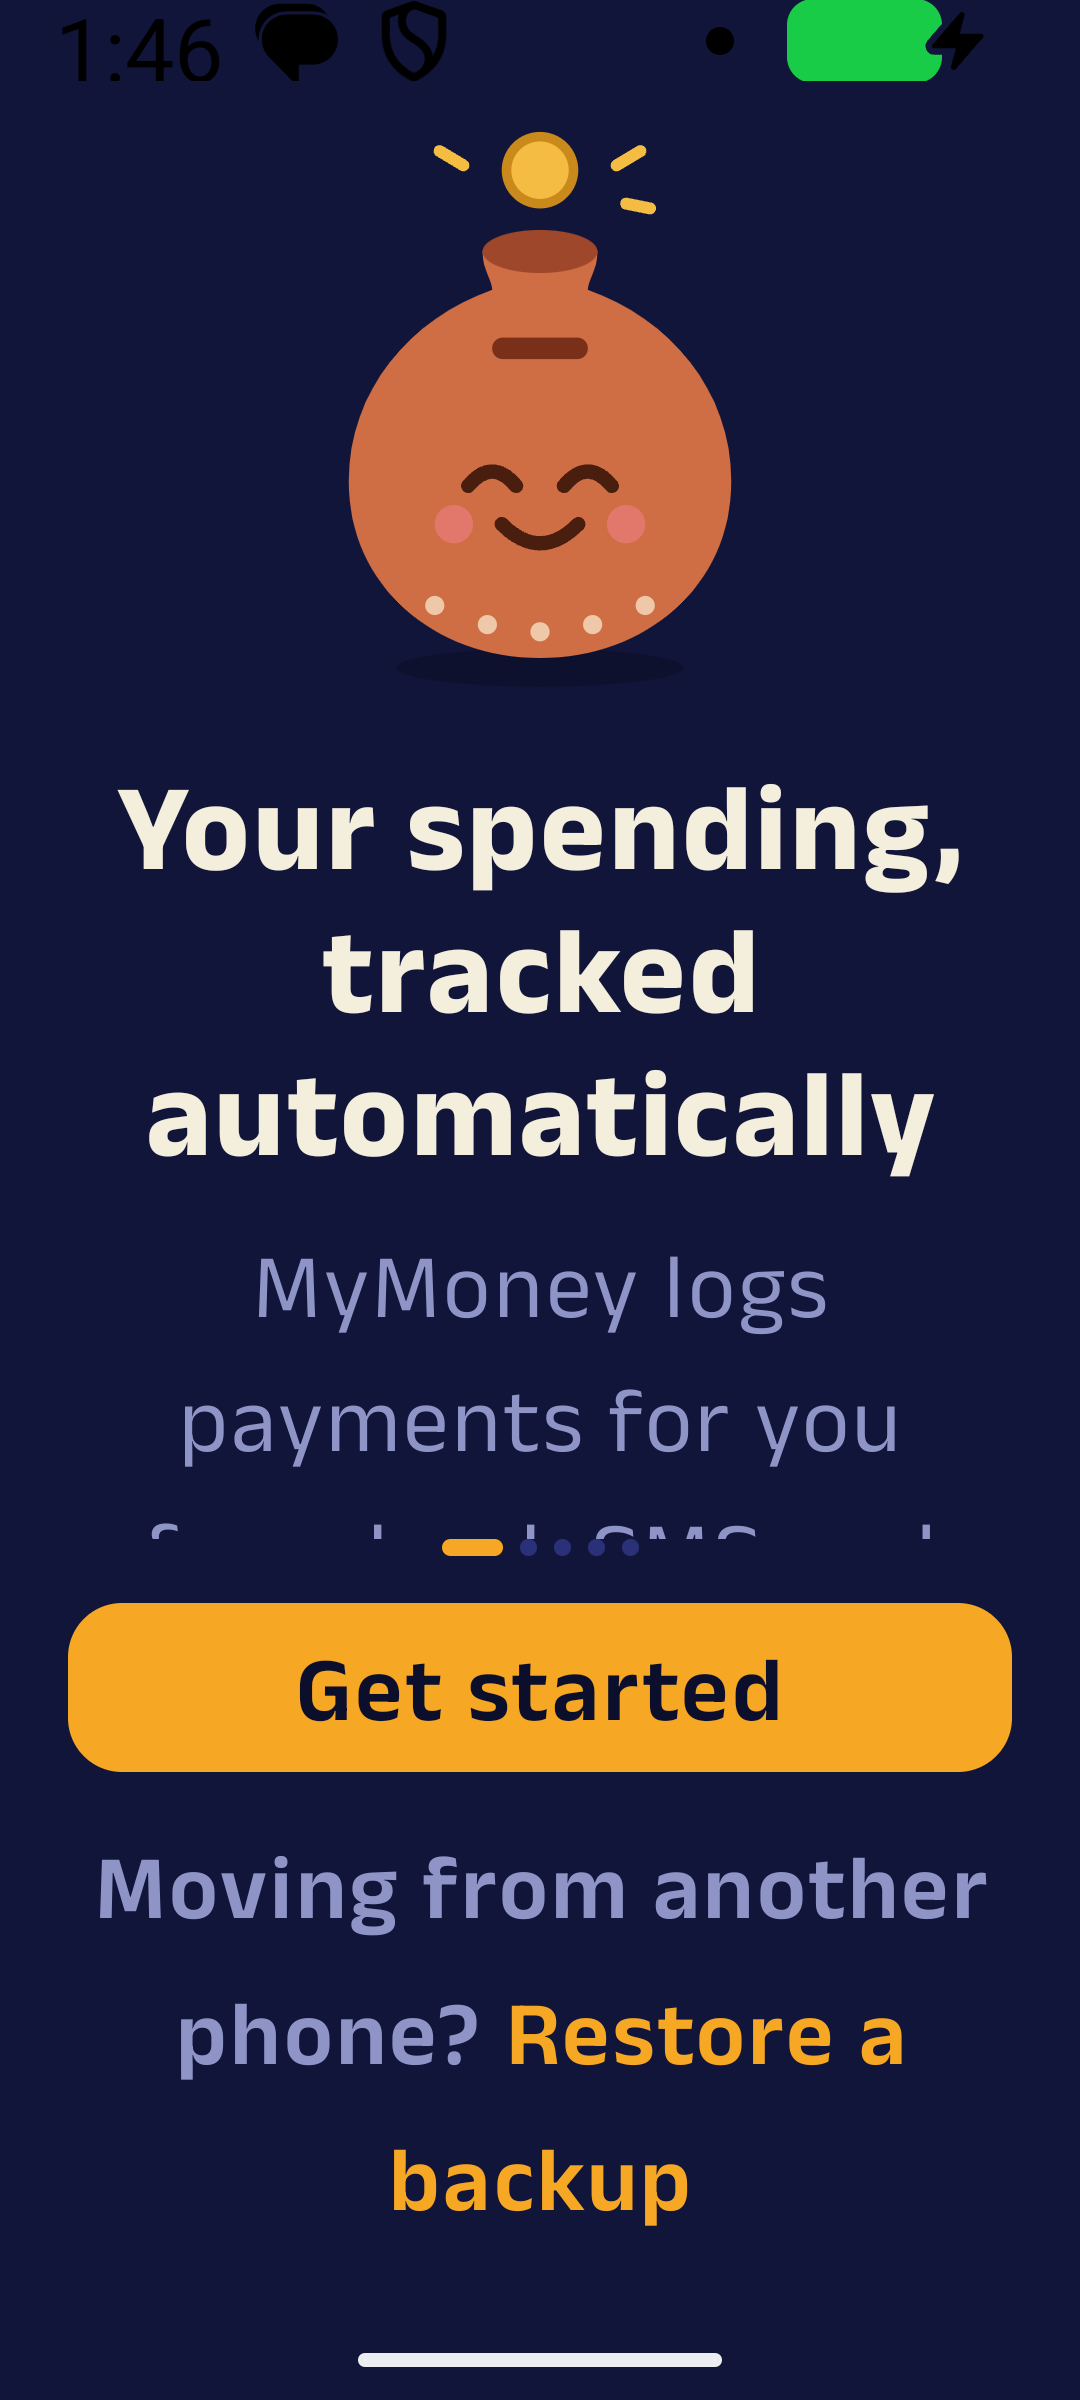 1:46
Your spending,
tracked
automatically
MyMoney logs
payments for you
Get started
Moving from another
phone? Restore a
backup